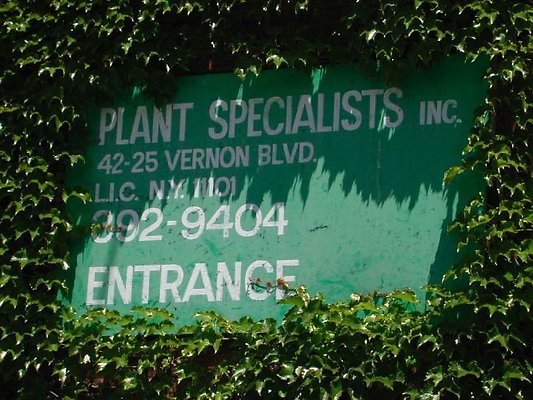 PLANT SPECIALISTS INC.
42-25 VERNON BLVD.
L.I.C. N.Y. 11101
392-9404
ENTRANCE